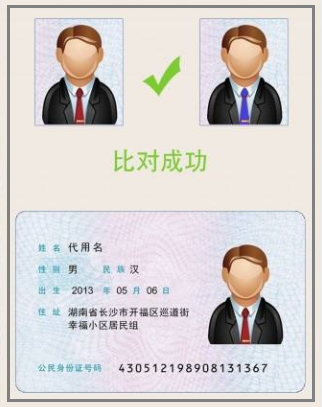 比对成功
姓 名 代用名
性 别 男 民 族 汉
出 生 2013 年 05 月 06 日
住 址 湖南省长沙市开福区巡道街
幸福小区居民组
公民身份证号码 430512198908131367